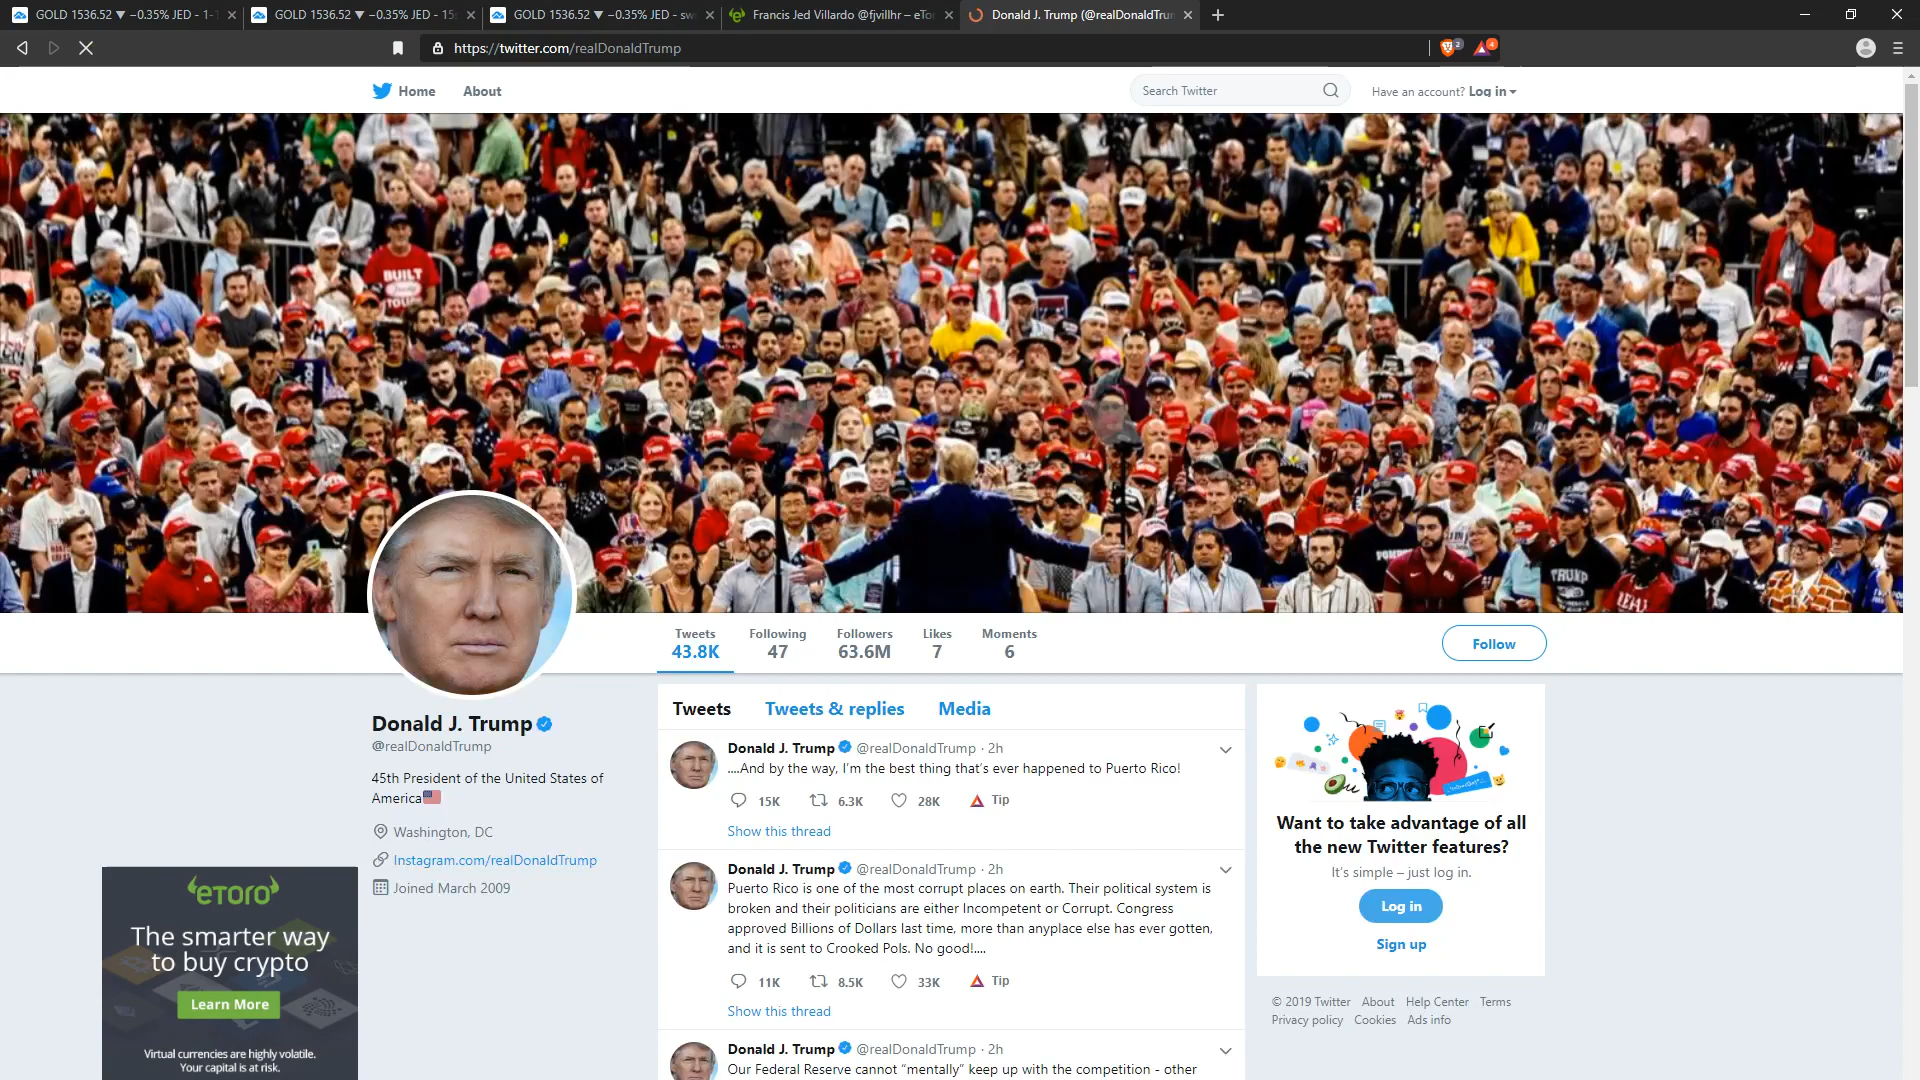 GOLD 1536.52 ▼ −0.35% JED - 1-
GOLD 1536.52 ▼ −0.35% JED - 15
GOLD 1536.52 ▼ −0.35% JED - sw
Francis Jed Villardo @fjvillhr – eTo
Donald J. Trump (@realDonaldTru
https://twitter.com/realDonaldTrump
2
4
Home
About
Search Twitter
Have an account? Log in
BUILT
TRUMP
TEXAS
Tweets
43.8K
Following
47
Followers
63.6M
Likes
7
Moments
6
Follow
Donald J. Trump
@realDonaldTrump
45th President of the United States of
America
Washington, DC
Instagram.com/realDonaldTrump
Joined March 2009
eTORO
The smarter way
to buy crypto
Learn More
Virtual currencies are highly volatile.
Your capital is at risk.
Tweets
Tweets & replies
Media
Donald J. Trump @realDonaldTrump · 2h
....And by the way, I’m the best thing that’s ever happened to Puerto Rico!
15K
6.3K
28K
Tip
Show this thread
Donald J. Trump @realDonaldTrump · 2h
Puerto Rico is one of the most corrupt places on earth. Their political system is
broken and their politicians are either Incompetent or Corrupt. Congress
approved Billions of Dollars last time, more than anyplace else has ever gotten,
and it is sent to Crooked Pols. No good!....
11K
8.5K
33K
Tip
Show this thread
Donald J. Trump @realDonaldTrump · 2h
Our Federal Reserve cannot “mentally” keep up with the competition - other
Want to take advantage of all
the new Twitter features?
It’s simple – just log in.
Log in
Sign up
© 2019 Twitter About Help Center Terms
Privacy policy Cookies Ads info